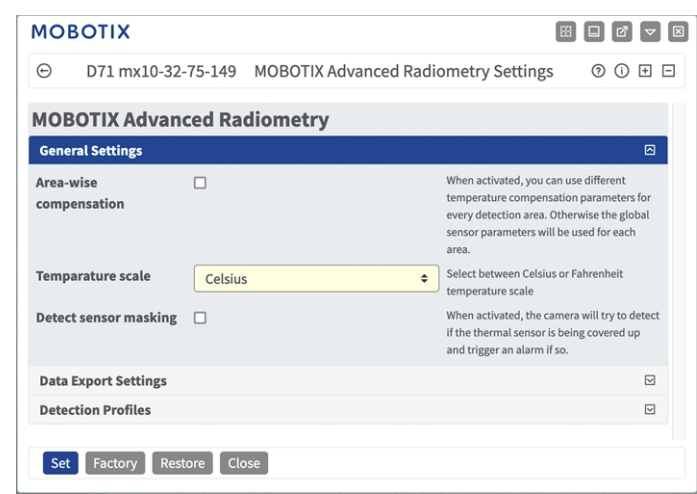 MOBOTIX
D71 mx10-32-75-149 MOBOTIX Advanced Radiometry Settings
MOBOTIX Advanced Radiometry
General Settings
Area-wise
compensation
When activated, you can use different
temperature compensation parameters for
every detection area. Otherwise the global
sensor parameters will be used for each
area.
Temparature scale
Celsius
Select between Celsius or Fahrenheit
temperature scale
Detect sensor masking
When activated, the camera will try to detect
if the thermal sensor is being covered up
and trigger an alarm if so.
Data Export Settings
Detection Profiles
Set Factory Restore Close